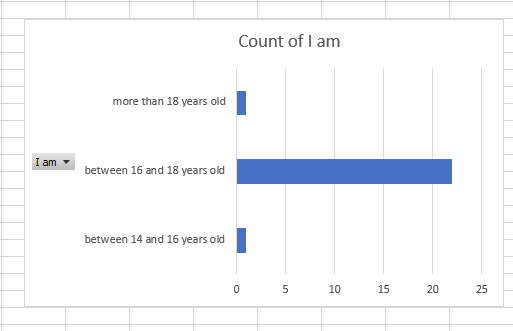 Count of I am
more than 18 years old
I am
between 16 and 18 years old
between 14 and 16 years old
0 5 10 15 20 25